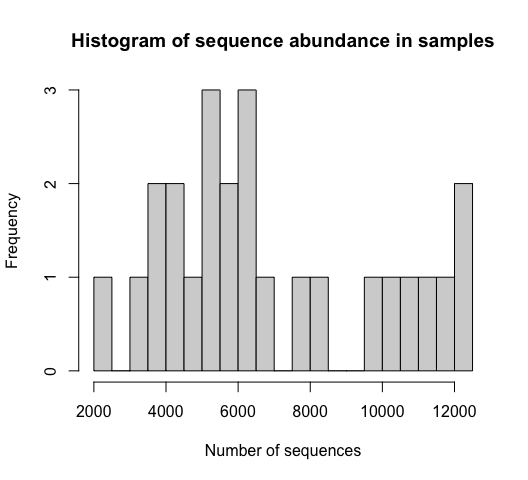 Histogram of sequence abundance in samples
3
2
1
0
Frequency
2000 4000 6000 8000 10000 12000
Number of sequences